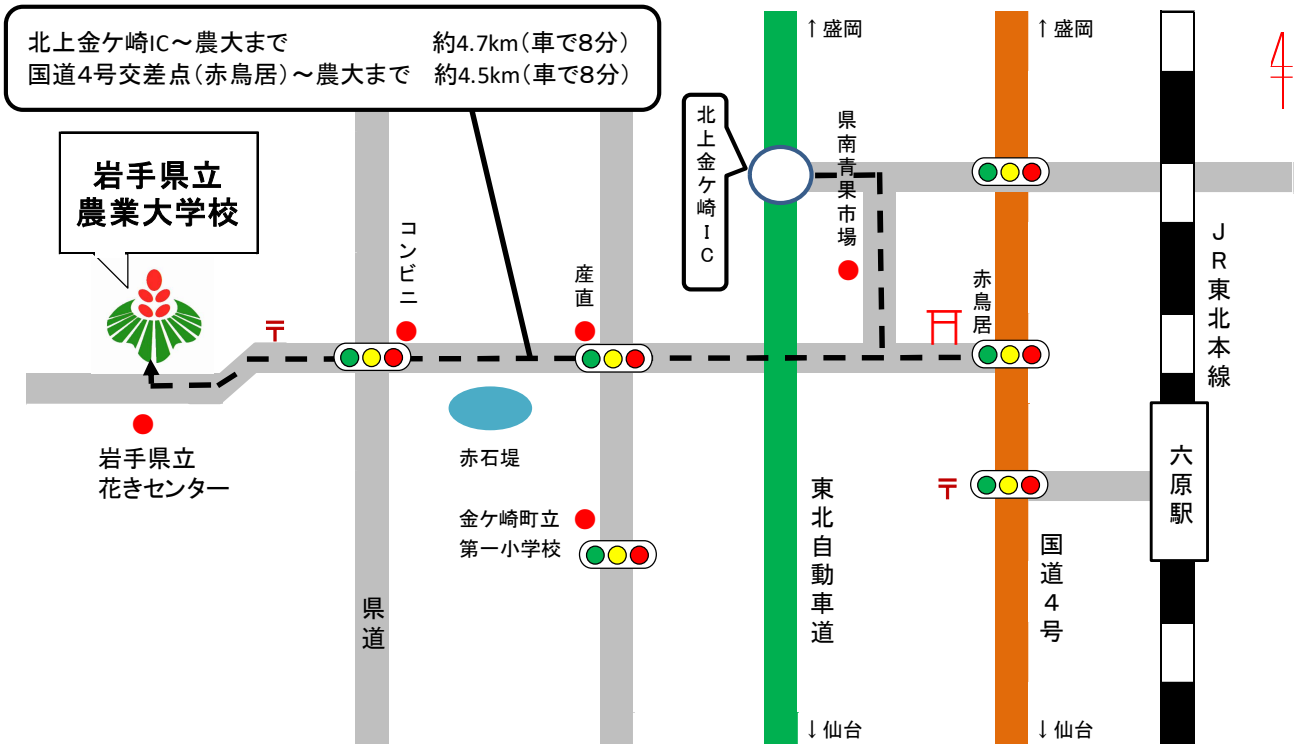 北上金ケ崎IC～農大まで 約4.7km（車で8分）
国道4号交差点（赤鳥居）～農大まで 約4.5km（車で8分）
岩手県立
農業大学校
コンビニ
産直
北上金ケ崎IC
県南青果市場
↑盛岡
↑盛岡
赤鳥居
JR東北本線
〒
岩手県立
花きセンター
赤石堤
金ケ崎町立
第一小学校
県道
東北自動車道
〒
国道4号
六原駅
↓仙台
↓仙台